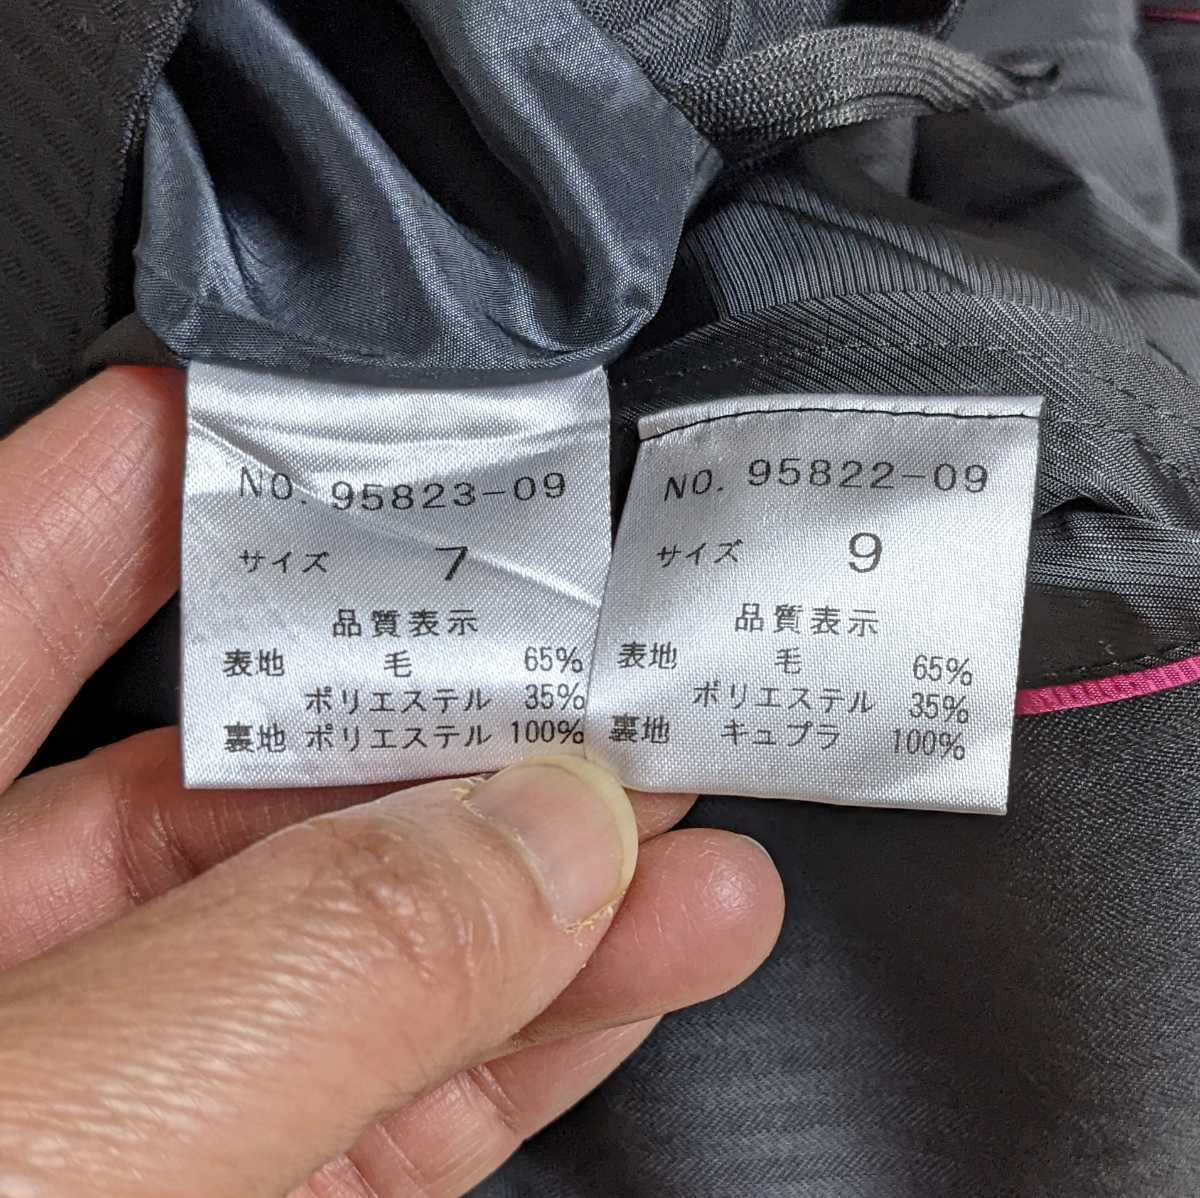 NO. 95823-09
サイズ 7
品質表示
表地 毛 65%
ポリエステル 35%
裏地 ポリエステル 100%
NO. 95822-09
サイズ 9
品質表示
表地 毛 65%
ポリエステル 35%
裏地 キュプラ 100%